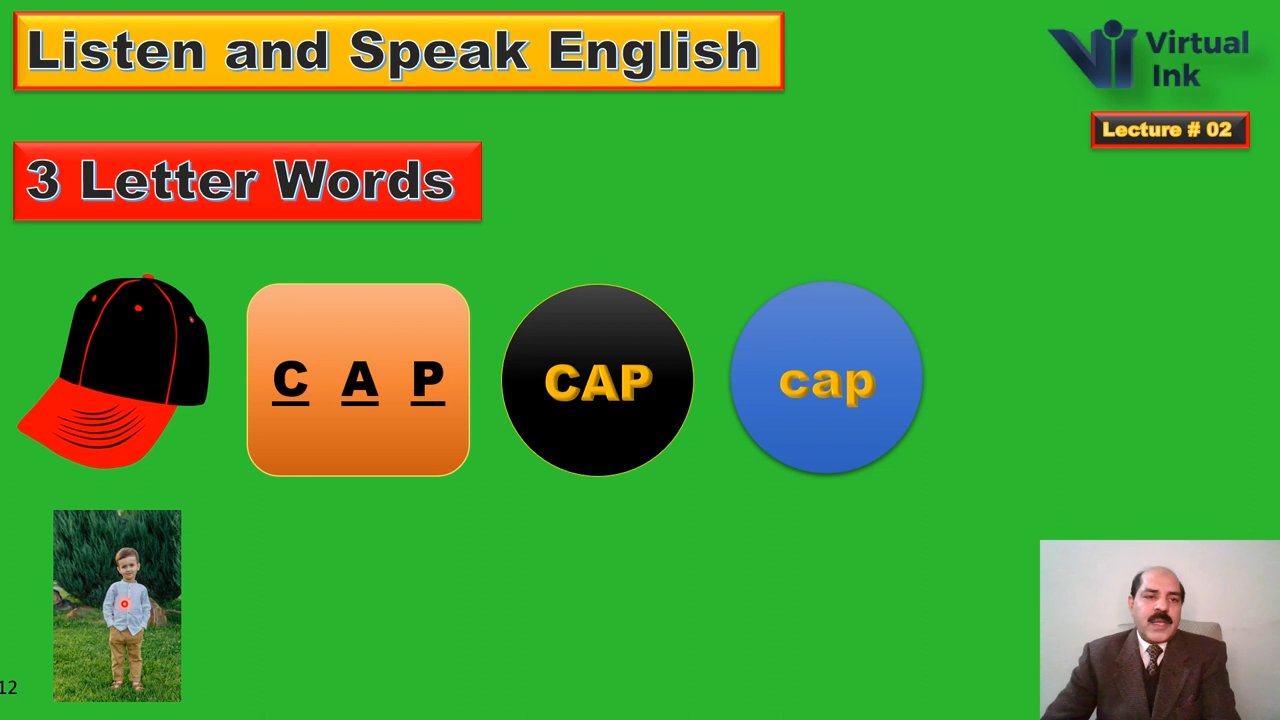 Listen and Speak English
Virtual
Ink
Lecture # 02
3 Letter Words
C A P
CAP
cap
12